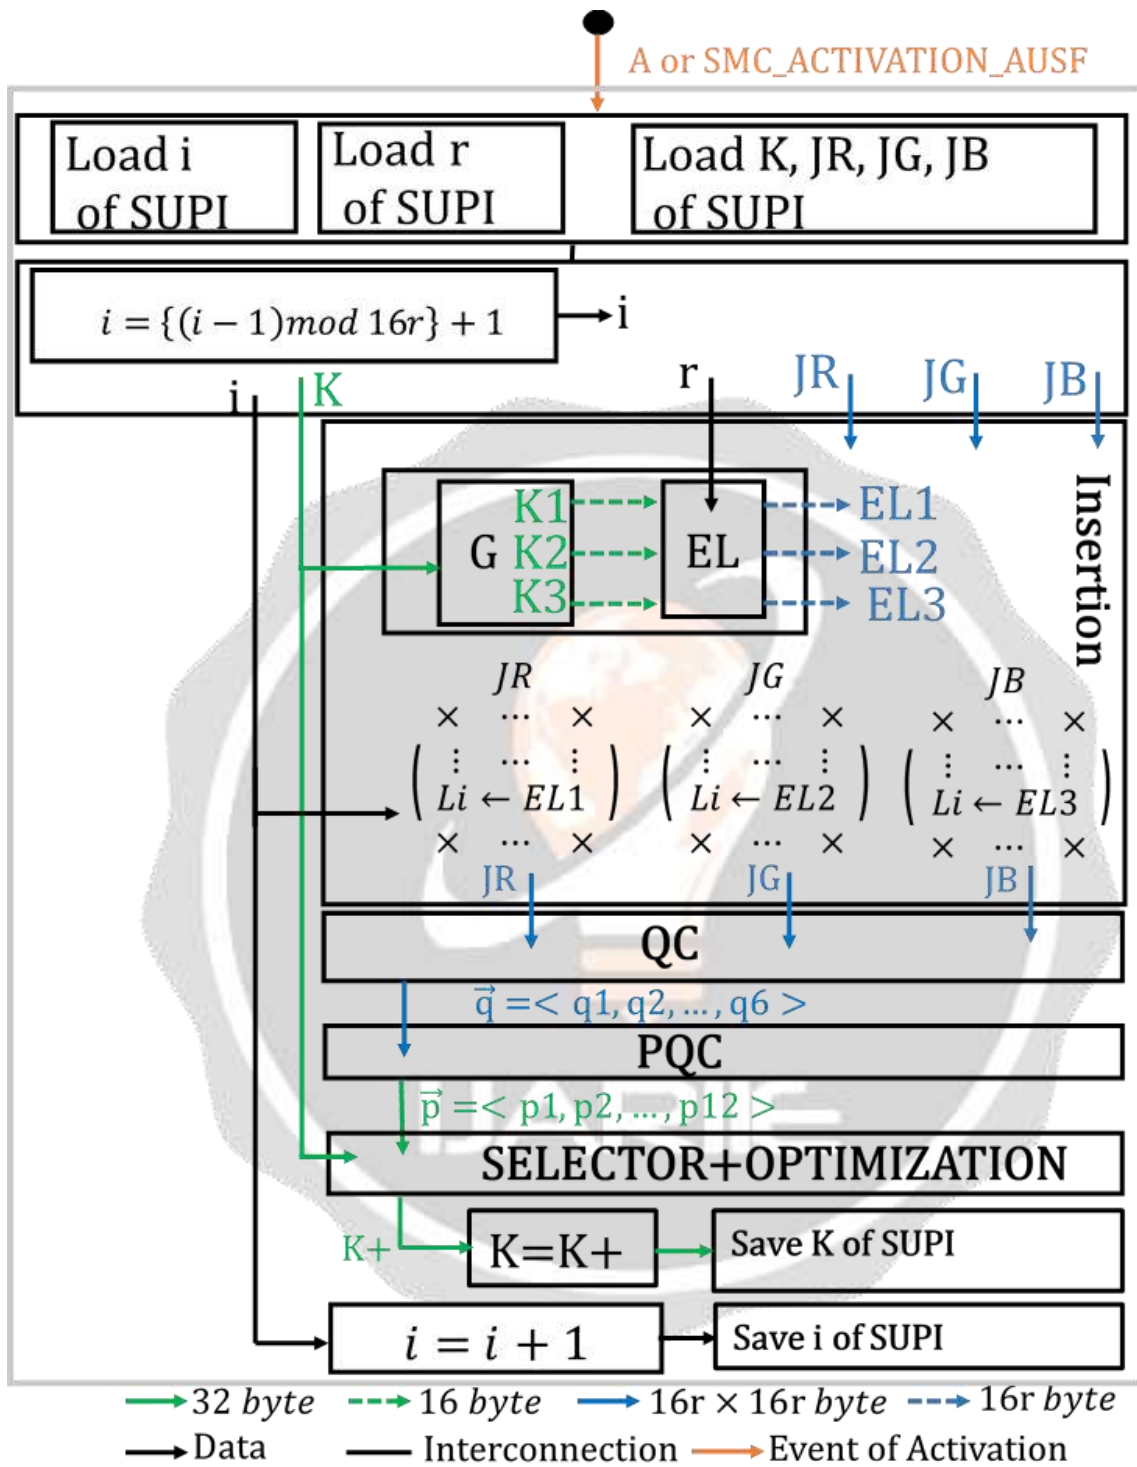 A or SMC_ACTIVATION_AUSF
Load i
of SUPI
Load r
of SUPI
Load K, JR, JG, JB
of SUPI
i = {(i − 1)mod 16r} + 1
i
i
K
r
JR
JG
JB
Insertion
G
K1
K2
K3
EL
EL1
EL2
EL3
JR
× ⋯ ×
⋮ ⋯ ⋮
Li ← EL1
× ⋯ ×
JG
× ⋯ ×
⋮ ⋯ ⋮
Li ← EL2
× ⋯ ×
JB
× ⋯ ×
⋮ ⋯ ⋮
Li ← EL3
× ⋯ ×
JR
JG
JB
QC
q⃗ =< q1, q2, …, q6 >
PQC
p⃗ =< p1, p2, …, p12 >
IJARIIE
SELECTOR+OPTIMIZATION
K+
K=K+
Save K of SUPI
i = i + 1
Save i of SUPI
32 byte
16 byte
16r × 16r byte
16r byte
Data
Interconnection
Event of Activation